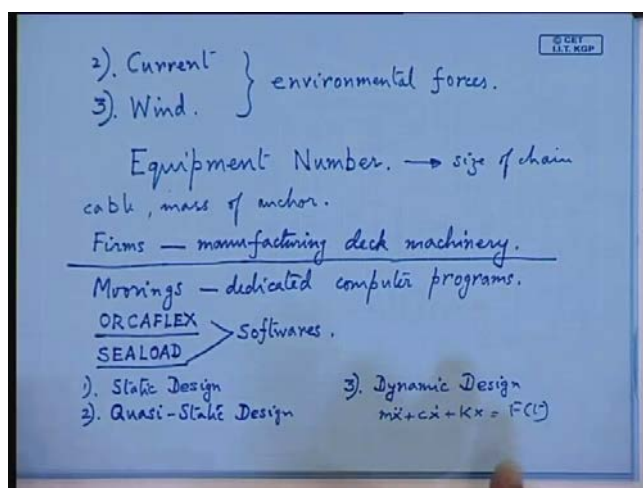 © CET
I.I.T. KGP
2). Current
3). Wind.
} environmental forces.
Equipment Number. → size of chain
cable, mass of anchor.
Firms — manufacturing deck machinery.
Moorings — dedicated computer programs.
ORCAFLEX
SEALOAD
> Softwares.
1). Static Design
2). Quasi-Static Design
3). Dynamic Design
mẍ + cẋ + Kx = F(t)